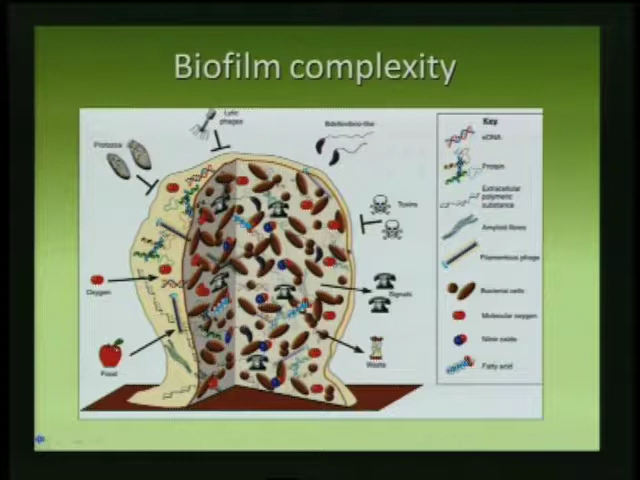 Biofilm complexity
Lytic
phages
Bdellovibrio-like
Protozoa
Toxins
Oxygen
Signals
Food
Waste
Key
eDNA
Protein
Extracellular
polymeric
substance
Amyloid fibres
Filamentous phage
Bacterial cells
Molecular oxygen
Nitric oxide
Fatty acid